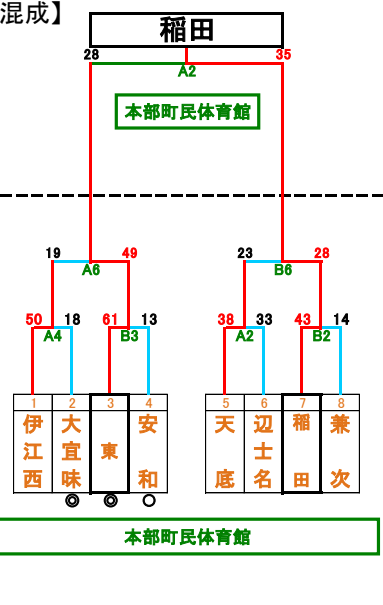 混成】
稲田
28 35
A2
本部町民体育館
19 49 23 28
A6 B6
50 18 61 13 38 33 43 14
A4 B3 A2 B2
1 2 3 4 5 6 7 8
伊江西 大宜味 東 安和 天底 辺士名 稲田 兼次
◎ ◎ ○
本部町民体育館